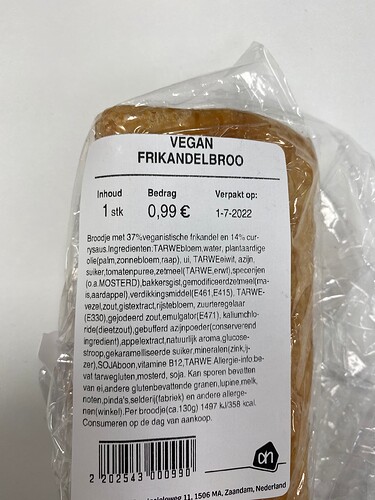 VEGAN
FRIKANDELBROO
Inhoud Bedrag Verpakt op:
1 stk 0,99 € 1-7-2022
Broodje met 37%veganistische frikandel en 14% cur-
rysaus.Ingredienten:TARWEbloem,water, plantaardige
olie(palm,zonnebloem,raap), ui, TARWEeiwit, azijn,
suiker,tomatenpuree,zetmeel(TARWE,erwt),specerijen
(o.a.MOSTERD),bakkersgist,gemodificeerdzetmeel(ma-
is,aardappel),verdikkingsmiddel(E461,E415), TARWE-
vezel,zout,gistextract,rijstebloem, zuurteregelaar
(E330),gejodeerd zout,emulgator(E471), kaliumchlo-
ride(dieetzout),gebufferd azijnpoeder(conserverend
ingredient),appelextract,natuurlijk aroma,glucose-
stroop,gekaramelliseerde suiker,mineralen(zink,ij-
zer),SOJAboon,vitamine B12,TARWE Allergie-info:be-
vat tarwegluten,mosterd, soja. Kan sporen bevatten
van ei,andere glutenbevattende granen,lupine,melk,
noten,pinda's,selderij(fabriek) en andere allerge-
nen(winkel).Per broodje(ca.130g) 1497 kJ/358 kcal.
Consumeren op de dag van aankoop.
2 202543 000990
ah
weg 11, 1506 MA, Zaandam, Nederland